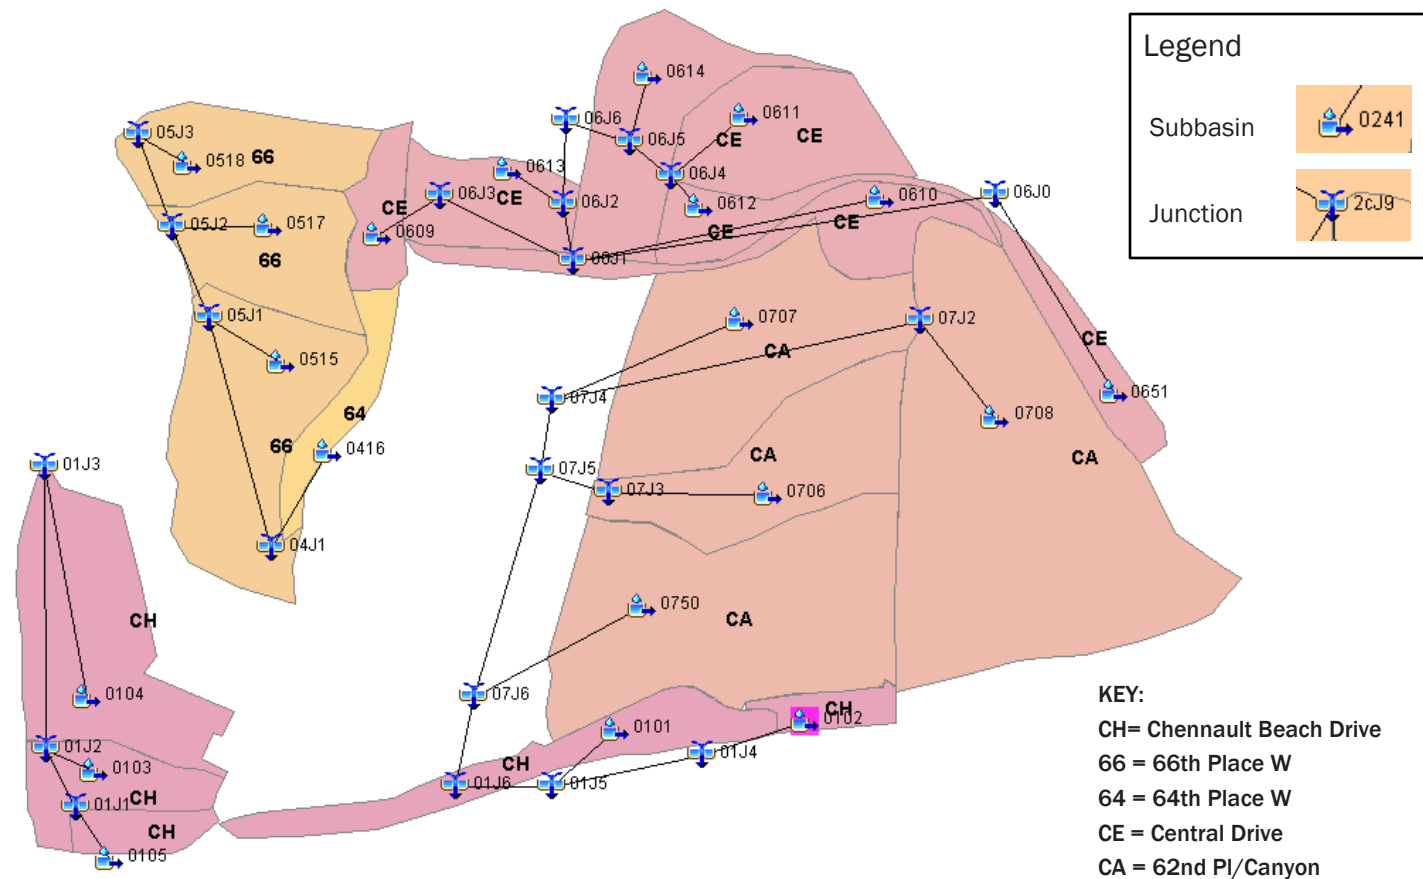 Legend
Subbasin
0241
Junction
2cJ9
0614
06J6
0611
05J3
06J5
CE
CE
0518
66
0613
06J4
06J3
CE
06J2
0612
0610
06J0
05J2
0517
CE
0609
CE
CE
66
06J1
05J1
0707
07J2
CE
0515
CA
07J4
0651
64
0708
66
0416
CA
CA
01J3
07J5
07J3
0706
04J1
0750
CA
CH
0104
07J6
CH
0102
0101
01J2
01J4
0103
CH
01J6
01J5
01J1
CH
CH
0105
KEY:
CH= Chennault Beach Drive
66 = 66th Place W
64 = 64th Place W
CE = Central Drive
CA = 62nd Pl/Canyon